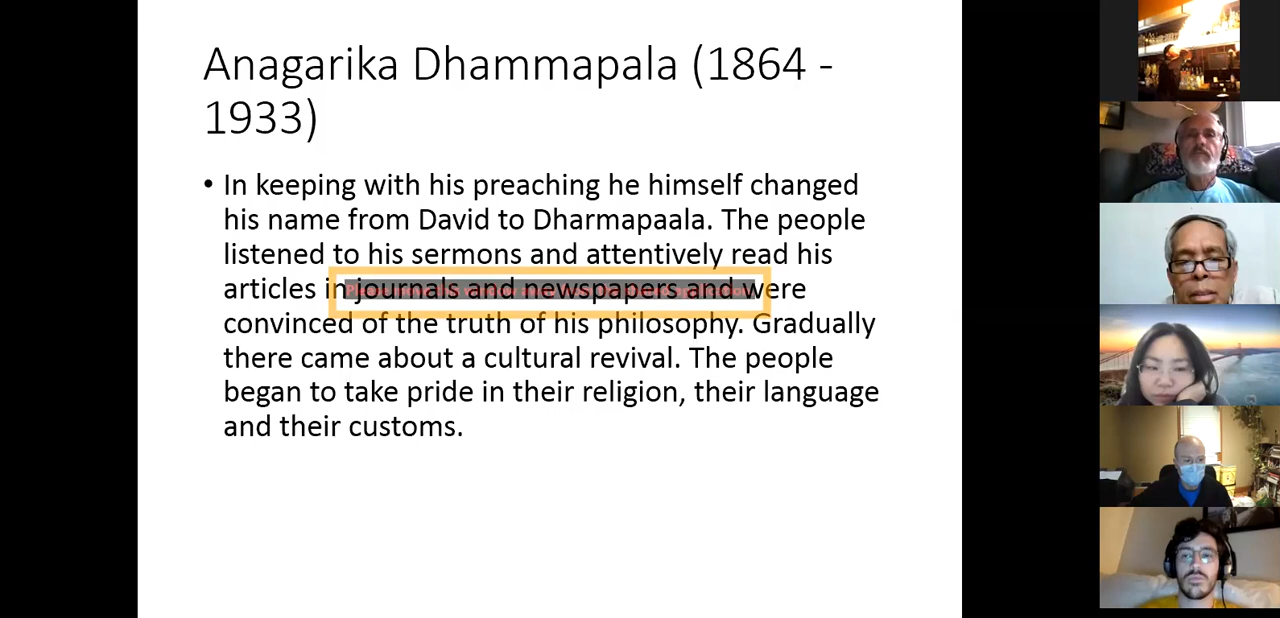 Anagarika Dhammapala (1864 -
1933)
• In keeping with his preaching he himself changed
his name from David to Dharmapaala. The people
listened to his sermons and attentively read his
articles in journals and newspapers and were
convinced of the truth of his philosophy. Gradually
there came about a cultural revival. The people
began to take pride in their religion, their language
and their customs.